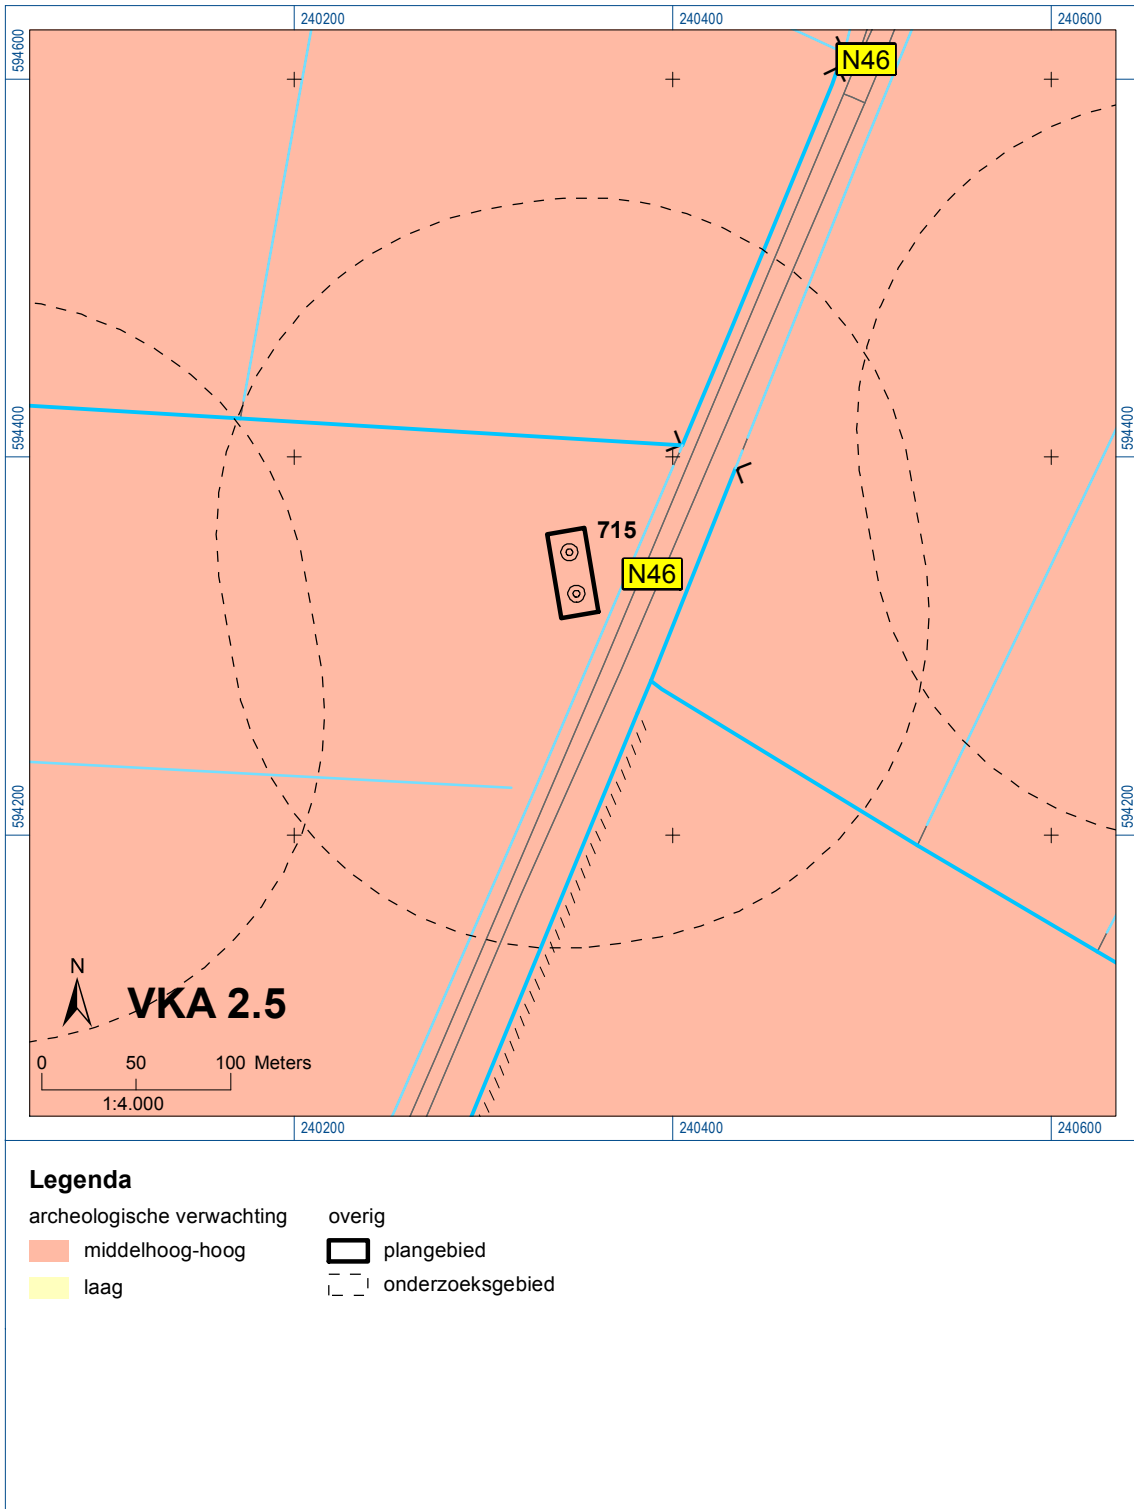 240200
240400
240600
594600
594600
N46
594400
594400
715
N46
594200
594200
N
VKA 2.5
0 50 100 Meters
1:4.000
240200
240400
240600
Legenda
archeologische verwachting
overig
middelhoog-hoog
plangebied
laag
onderzoeksgebied